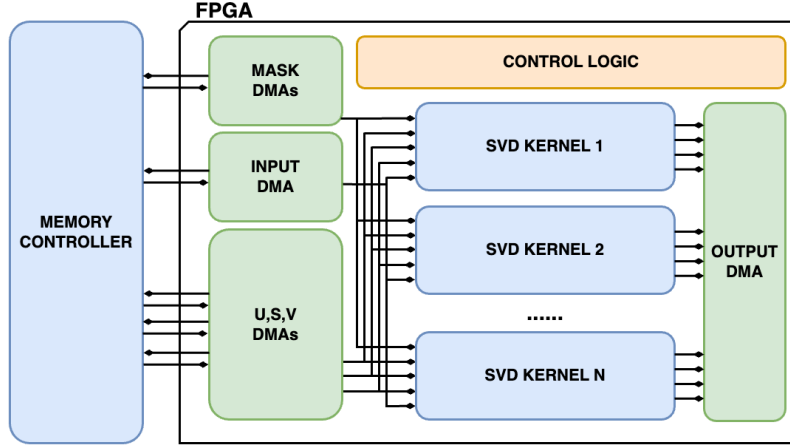 FPGA
MEMORY
CONTROLLER
MASK
DMAs
INPUT
DMA
U,S,V
DMAs
CONTROL LOGIC
SVD KERNEL 1
SVD KERNEL 2
......
SVD KERNEL N
OUTPUT
DMA